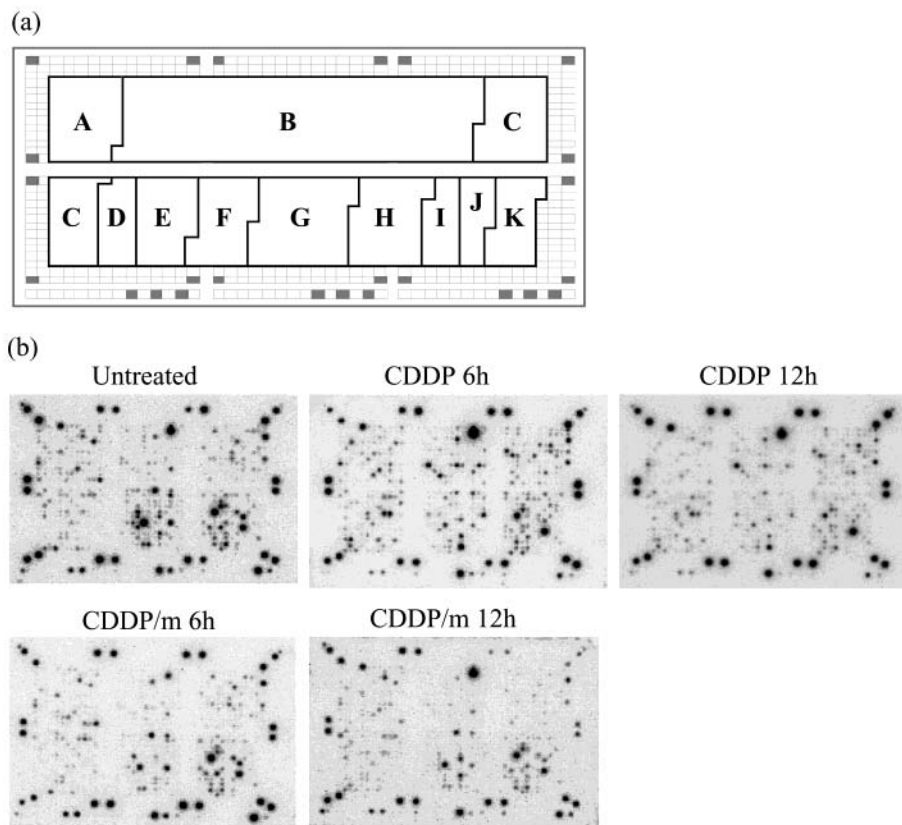 (a)
A B C
C D E F G H I J K
(b)
Untreated CDDP 6h CDDP 12h
CDDP/m 6h CDDP/m 12h